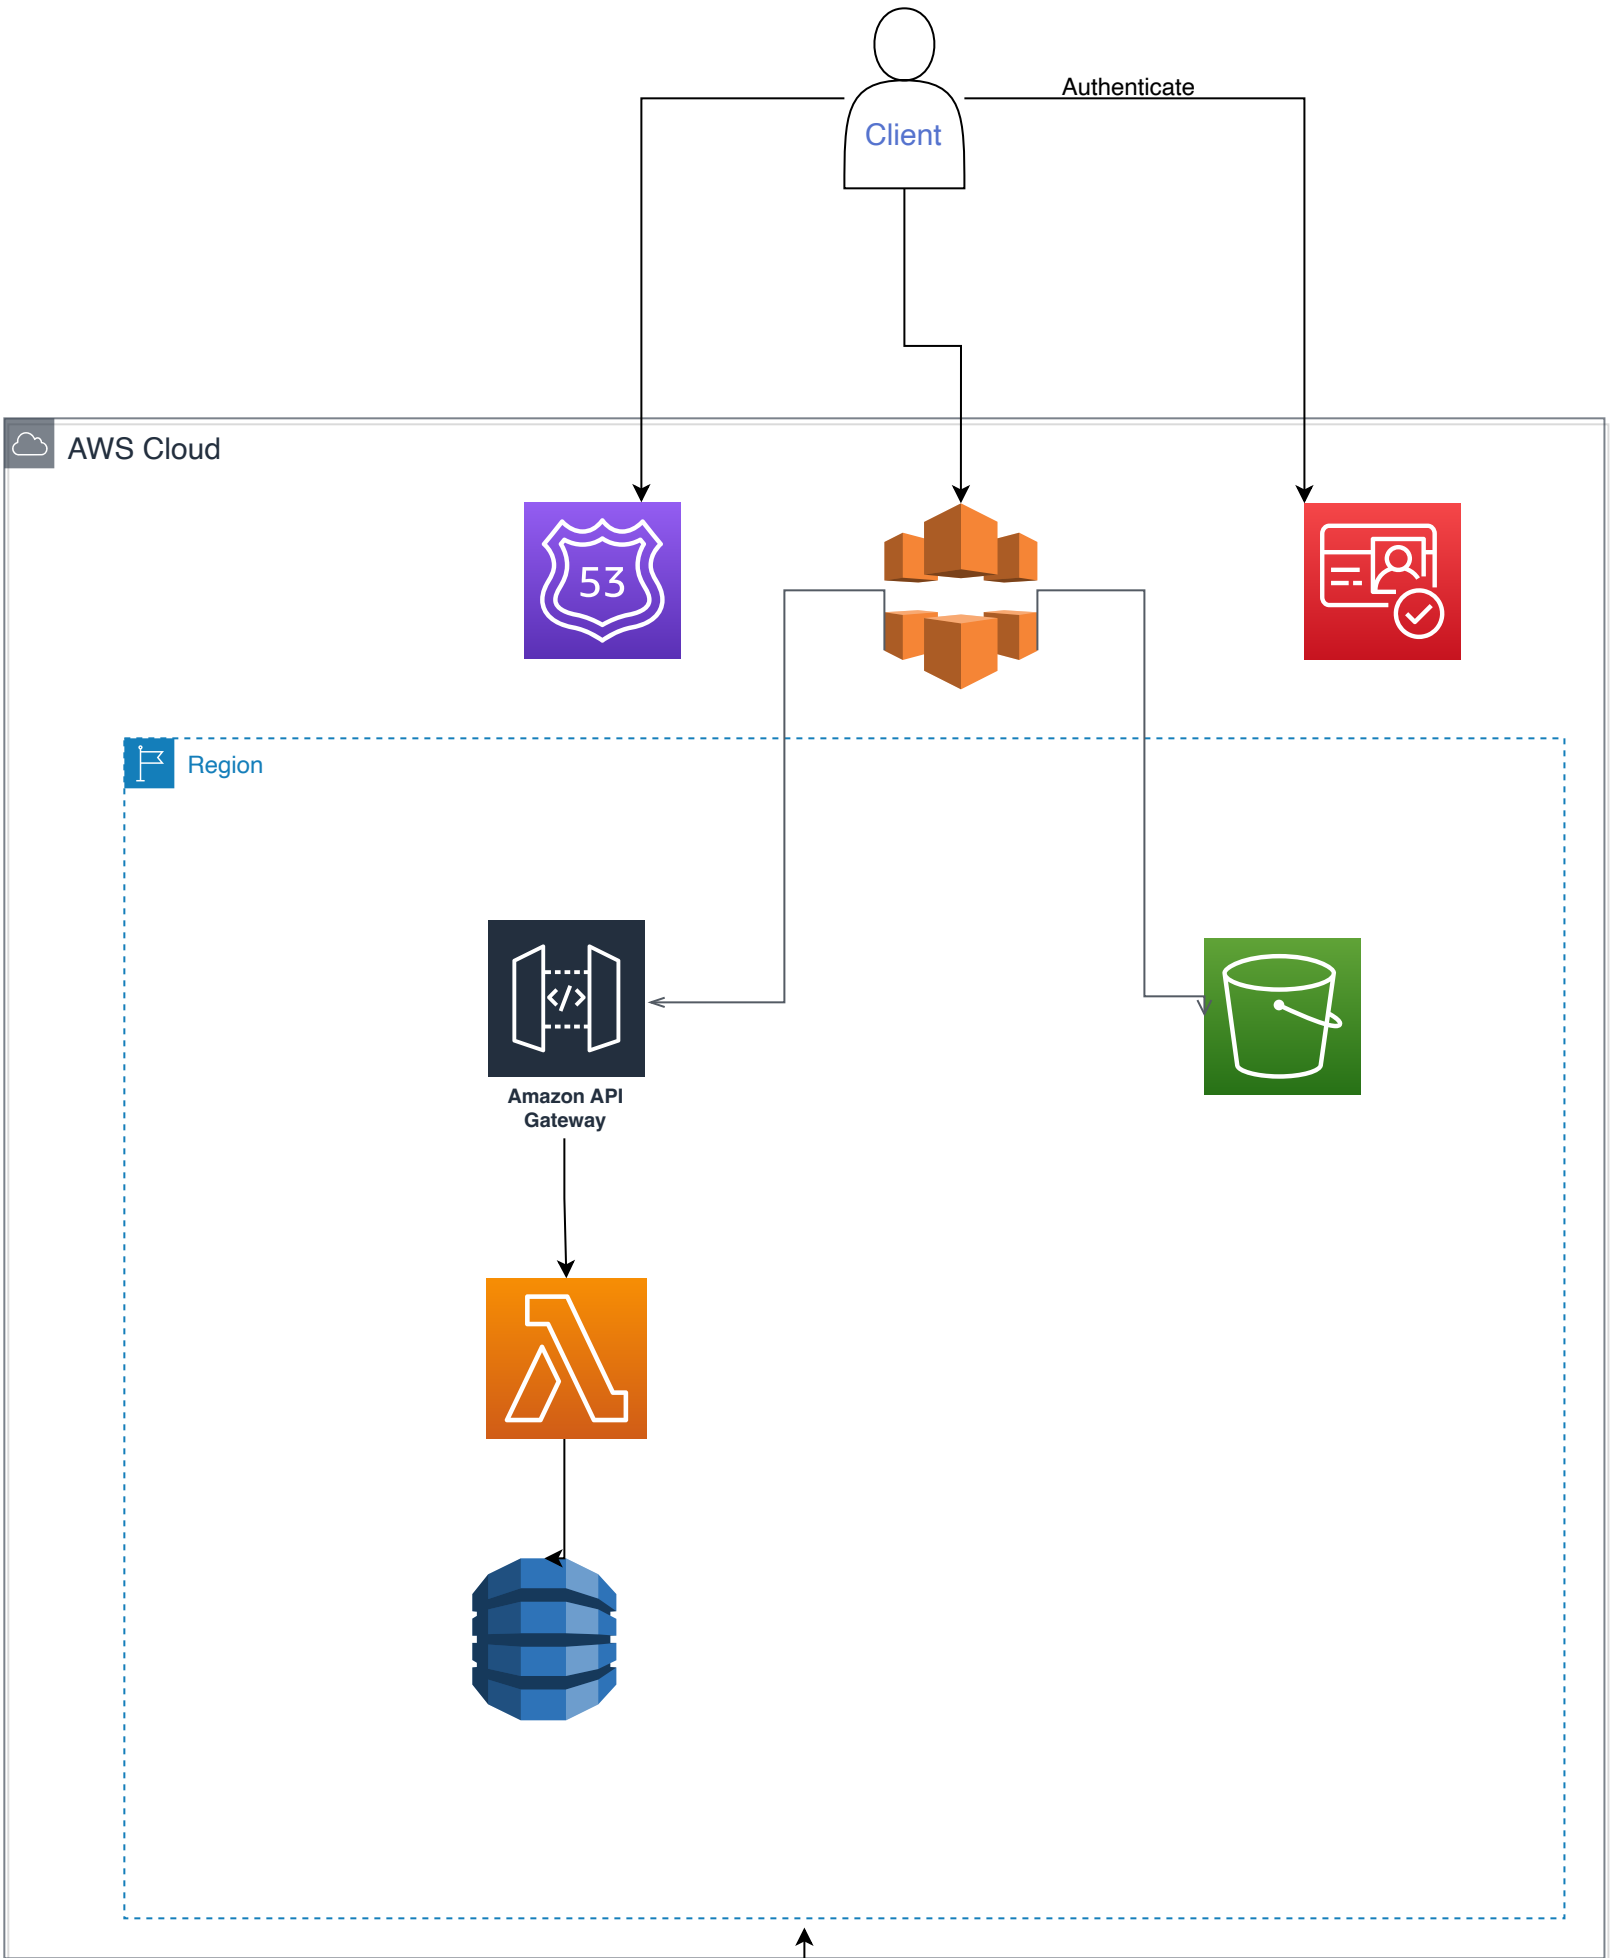 Authenticate
Client
AWS Cloud
53
Region
</>
Amazon API
Gateway